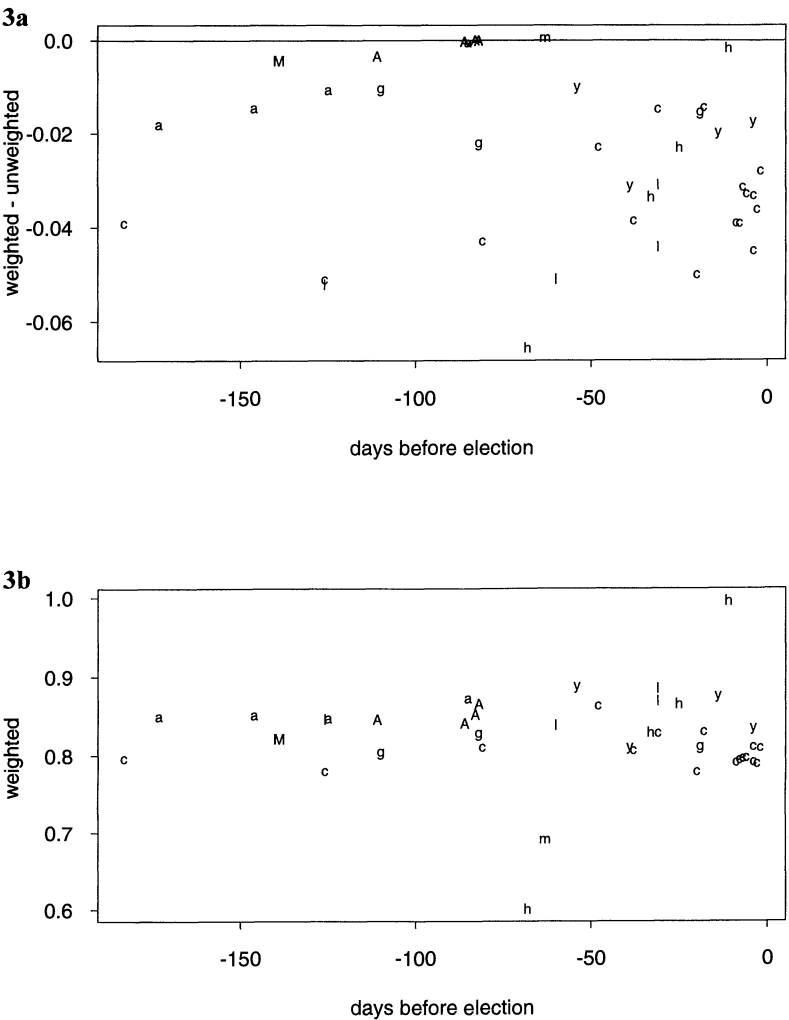 3a
0.0
-0.02
-0.04
-0.06
weighted - unweighted
M
A
A
A
A
m
h
a
g
y
a
c
g
c
y
a
y
g
c
h
c
y
l
h
c
c
c
c
c
c
c
c
c
l
c
c
c
l
c
h
-150
-100
-50
0
days before election
3b
1.0
0.9
0.8
0.7
0.6
weighted
h
y
l
a
l
y
A
c
h
a
a
a
A
A
A
l
y
M
g
h
c
c
g
c
y
c
g
c
c
c
c
c
c
c
c
c
c
c
m
h
-150
-100
-50
0
days before election